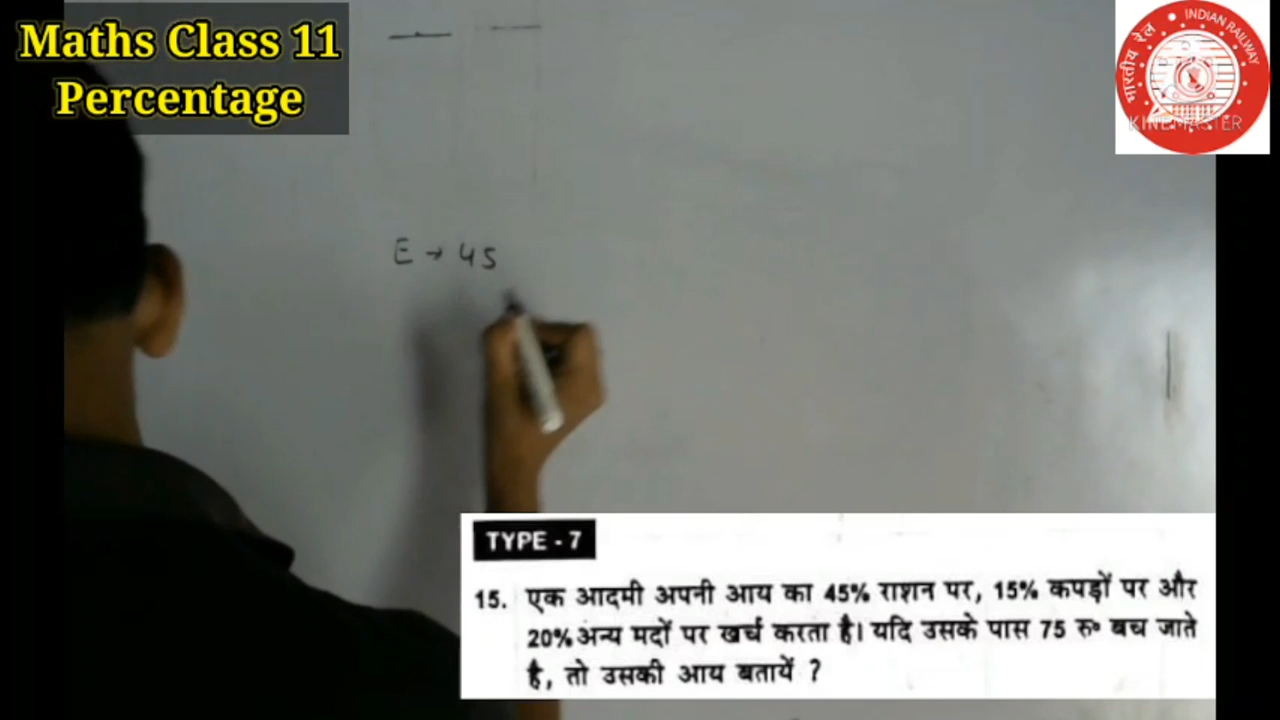 Maths Class 11
Percentage
भारतीय रेल
INDIAN RAILWAY
KINEMASTER
E → 45
TYPE - 7
15. एक आदमी अपनी आय का 45% राशन पर, 15% कपड़ों पर और
20% अन्य मदों पर खर्च करता है। यदि उसके पास 75 रु० बच जाते
है, तो उसकी आय बतायें ?